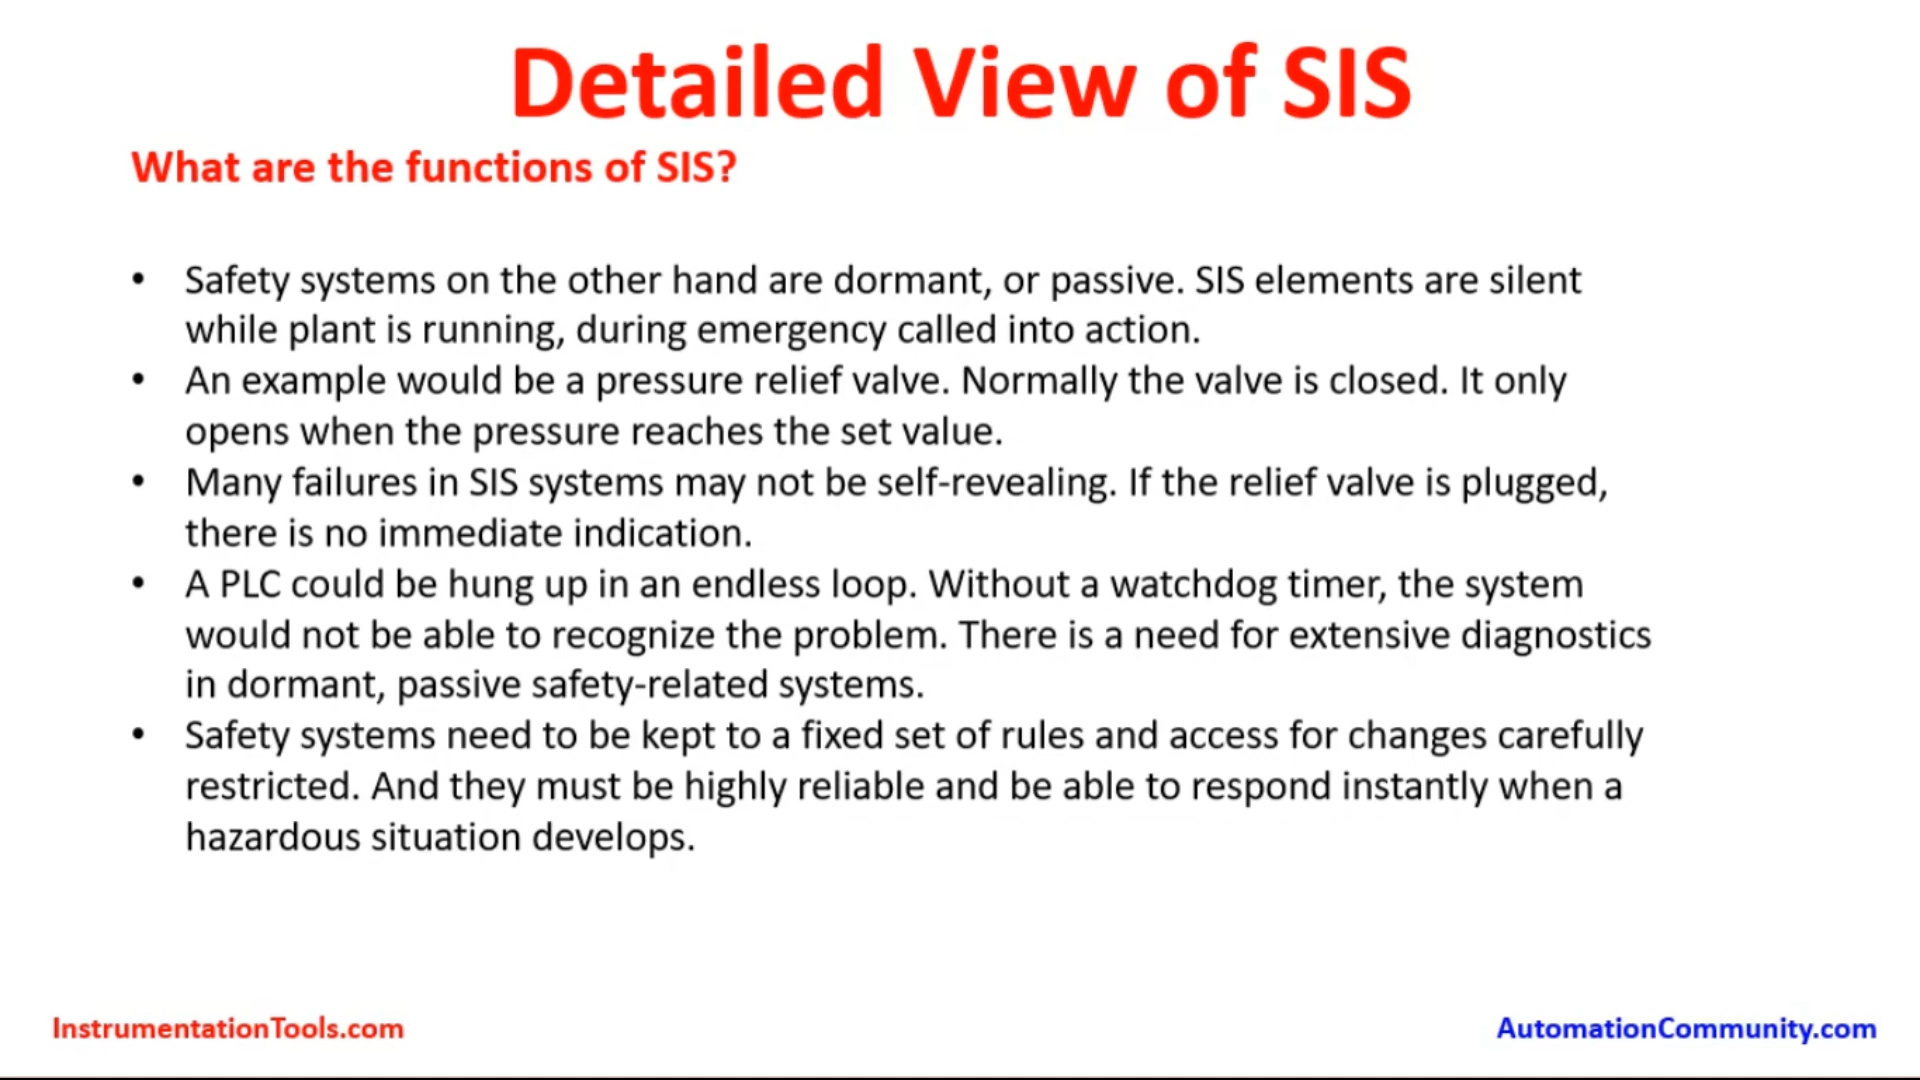 Detailed View of SIS
What are the functions of SIS?
• Safety systems on the other hand are dormant, or passive. SIS elements are silent
while plant is running, during emergency called into action.
• An example would be a pressure relief valve. Normally the valve is closed. It only
opens when the pressure reaches the set value.
• Many failures in SIS systems may not be self-revealing. If the relief valve is plugged,
there is no immediate indication.
• A PLC could be hung up in an endless loop. Without a watchdog timer, the system
would not be able to recognize the problem. There is a need for extensive diagnostics
in dormant, passive safety-related systems.
• Safety systems need to be kept to a fixed set of rules and access for changes carefully
restricted. And they must be highly reliable and be able to respond instantly when a
hazardous situation develops.
InstrumentationTools.com
AutomationCommunity.com